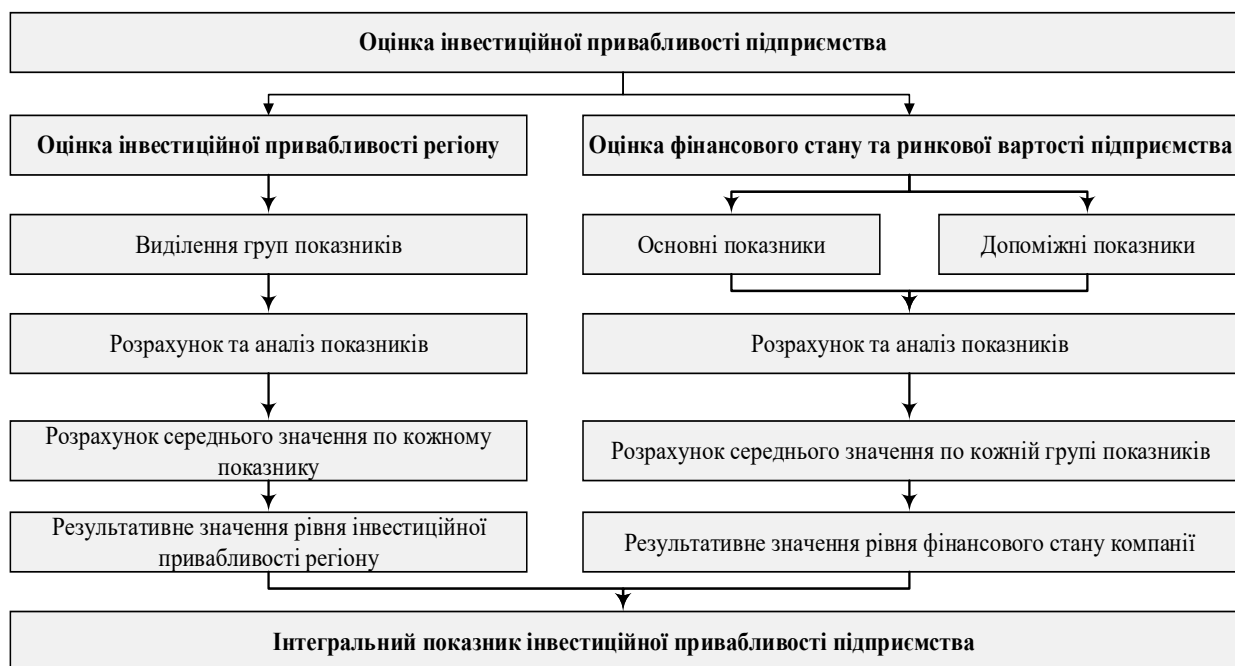 Оцінка інвестиційної привабливості підприємства
Оцінка інвестиційної привабливості регіону
Оцінка фінансового стану та ринкової вартості підприємства
Виділення груп показників
Основні показники
Допоміжні показники
Розрахунок та аналіз показників
Розрахунок та аналіз показників
Розрахунок середнього значення по кожному
показнику
Розрахунок середнього значення по кожній групі показників
Результативне значення рівня інвестиційної
привабливості регіону
Результативне значення рівня фінансового стану компанії
Інтегральний показник інвестиційної привабливості підприємства